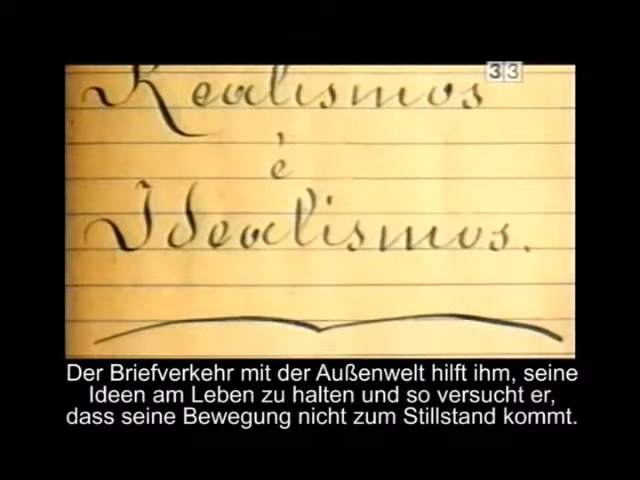 33
Realismos
é
Idealismos.
Der Briefverkehr mit der Außenwelt hilft ihm, seine
Ideen am Leben zu halten und so versucht er,
dass seine Bewegung nicht zum Stillstand kommt.